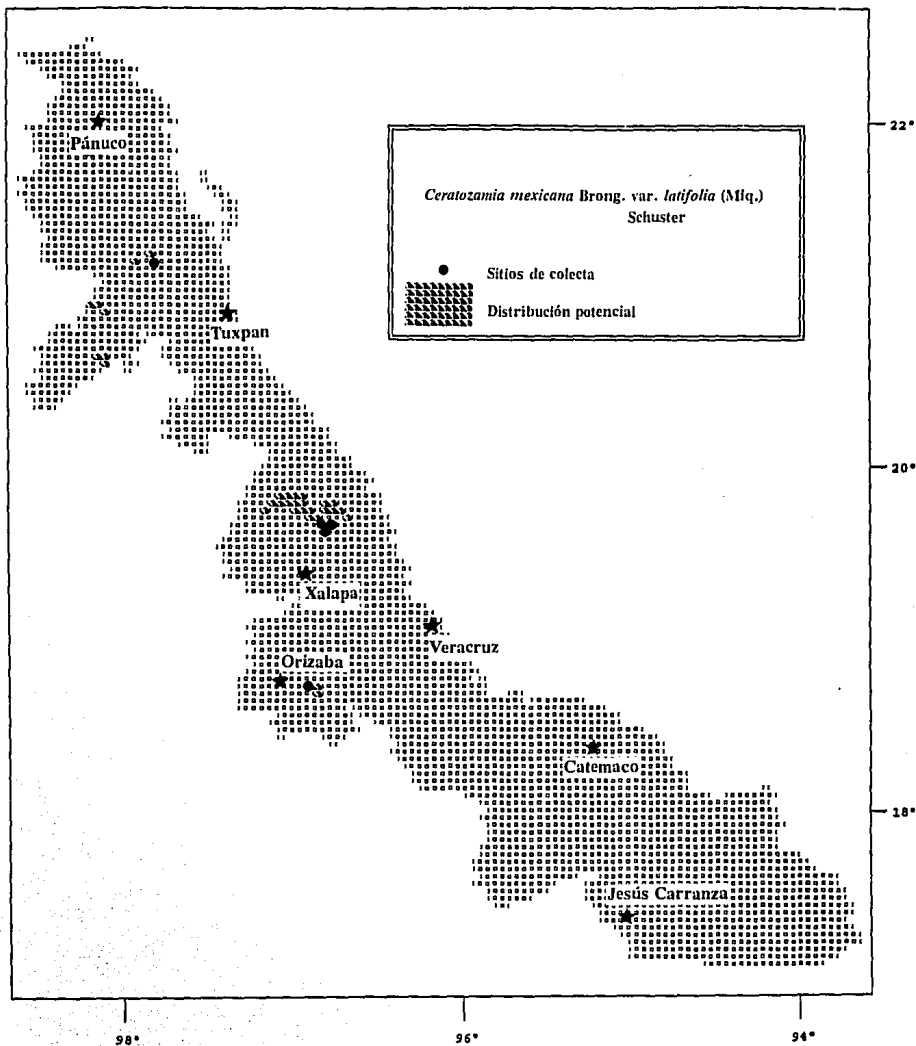 Pánuco
22°
Ceratozamia mexicana Brong. var. latifolia (Miq.)
Schuster
Sitios de colecta
Distribución potencial
Tuxpan
20°
Xalapa
Veracruz
Orizaba
Catemaco
18°
Jesús Carranza
98°
96°
94°